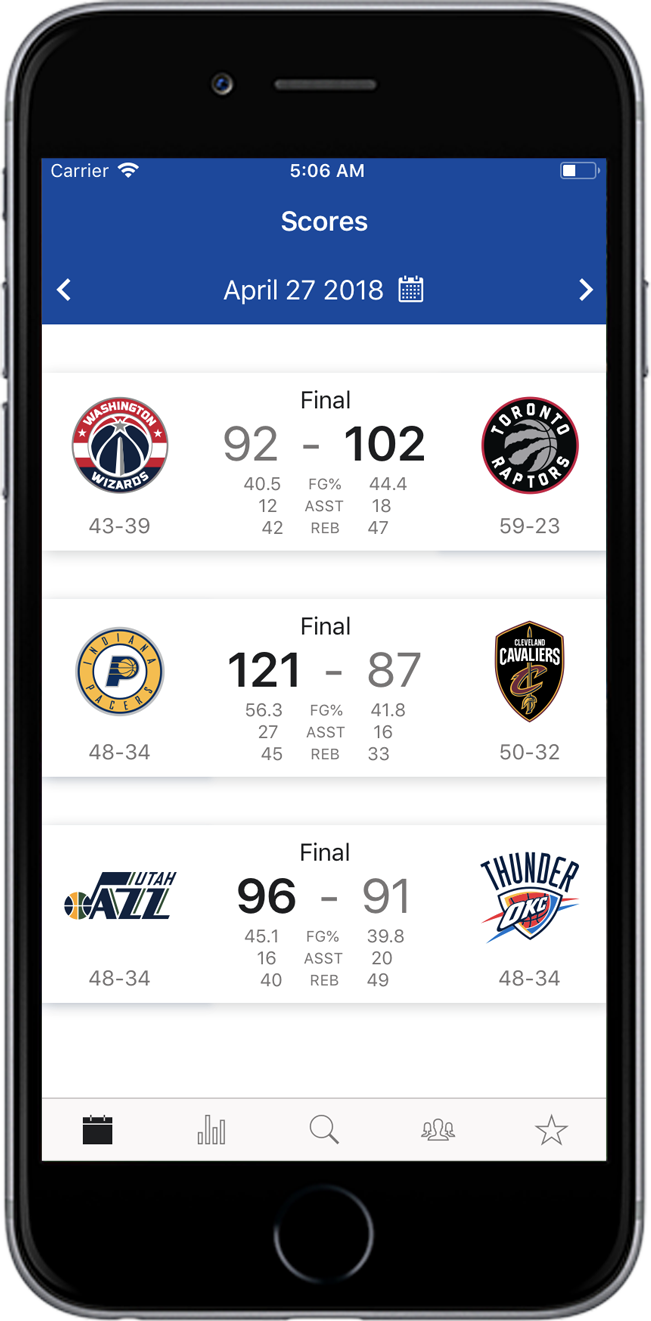 Carrier 5:06 AM
Scores
April 27 2018
Final
WASHINGTON WIZARDS
92 - 102
TORONTO RAPTORS
40.5 FG% 44.4
12 ASST 18
42 REB 47
43-39 59-23
Final
INDIANA PACERS
121 - 87
CLEVELAND
CAVALIERS
C
56.3 FG% 41.8
27 ASST 16
45 REB 33
48-34 50-32
Final
UTAH
JAZZ
96 - 91
THUNDER
OKC
45.1 FG% 39.8
16 ASST 20
40 REB 49
48-34 48-34